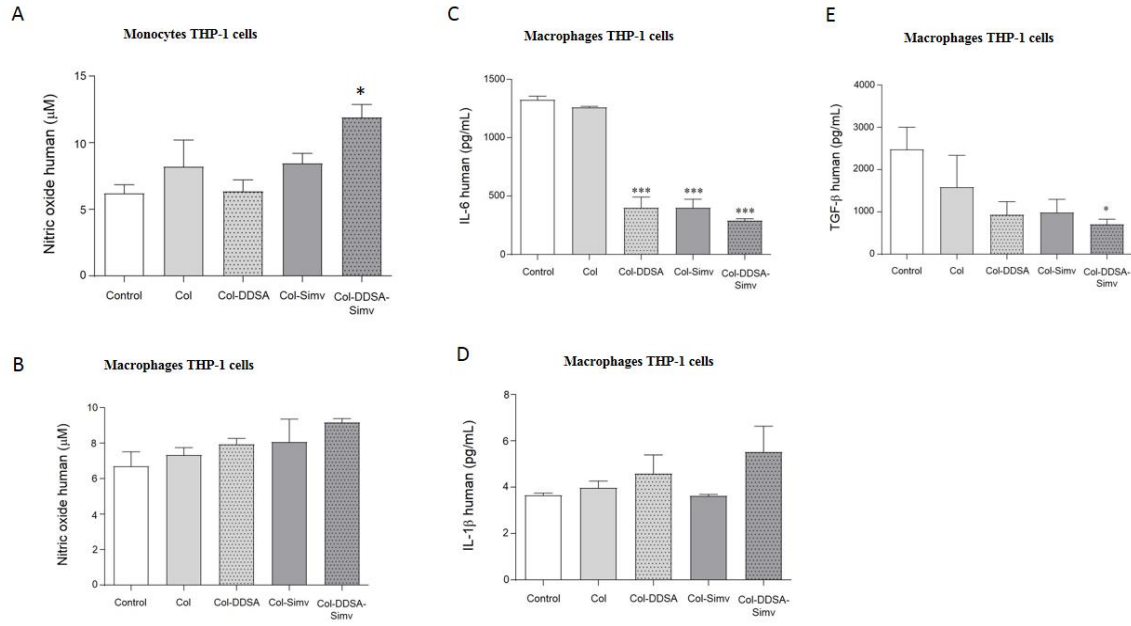 A
Monocytes THP-1 cells
Nitric oxide human (μM)
15
10
5
0
*
Control
Col
Col-DDSA
Col-Simv
Col-DDSA-
Simv
B
Macrophages THP-1 cells
Nitric oxide human (μM)
10
8
6
4
2
0
Control
Col
Col-DDSA
Col-Simv
Col-DDSA-
Simv
C
Macrophages THP-1 cells
IL-6 human (pg/mL)
1500
1000
500
0
***
***
***
Control
Col
Col-DDSA
Col-Simv
Col-DDSA-
Simv
D
Macrophages THP-1 cells
IL-1β human (pg/mL)
8
6
4
2
0
Control
Col
Col-DDSA
Col-Simv
Col-DDSA-
Simv
E
Macrophages THP-1 cells
TGF-β human (pg/mL)
4000
3000
2000
1000
0
*
Control
Col
Col-DDSA
Col-Simv
Col-DDSA-
Simv